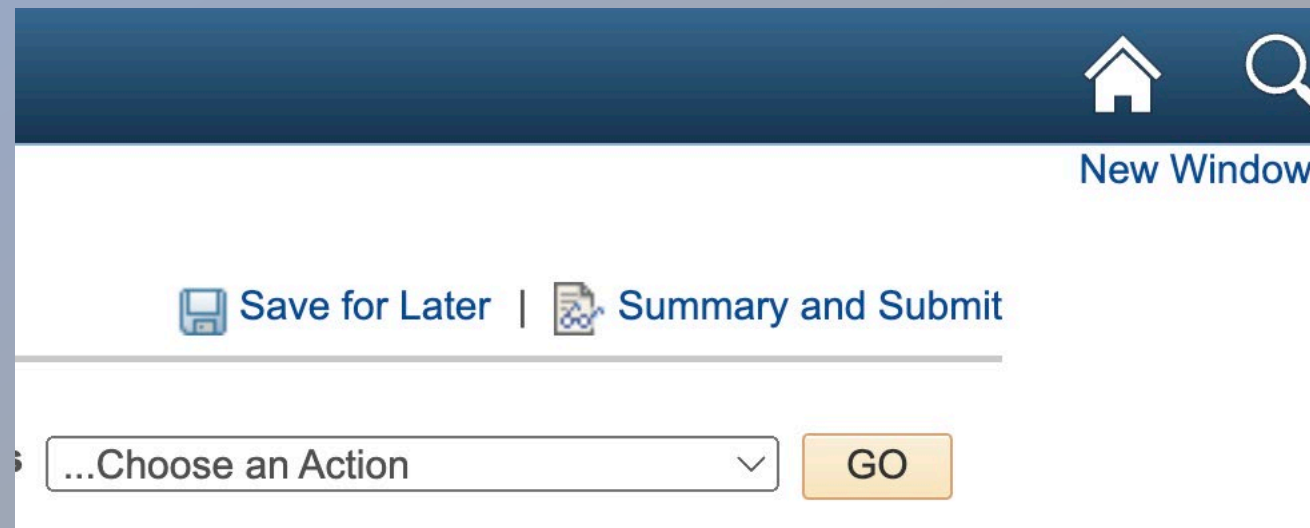 New Window
Save for Later | Summary and Submit
s ...Choose an Action GO